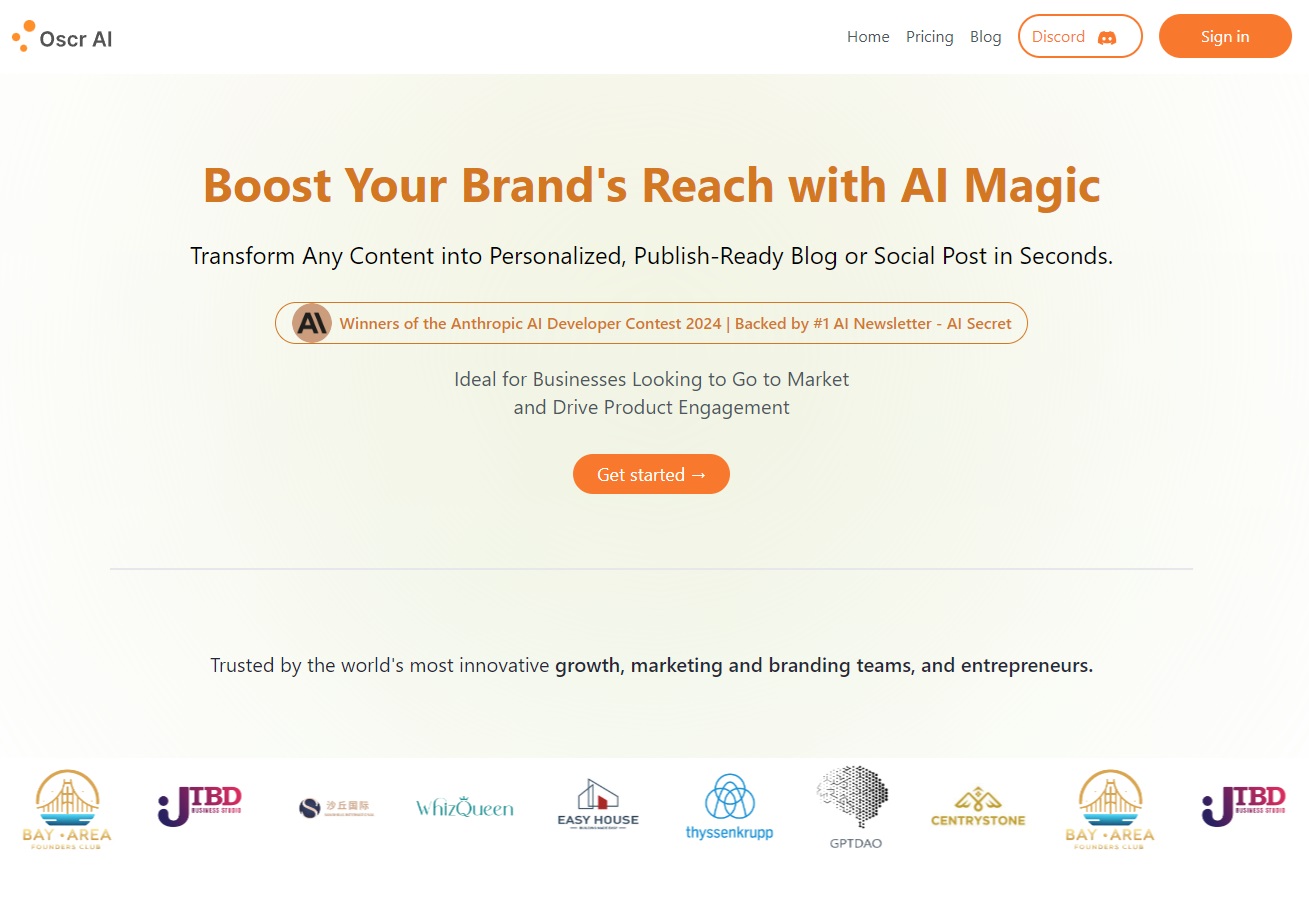 Oscr AI
Home
Pricing
Blog
Discord
Sign in
Boost Your Brand's Reach with AI Magic
Transform Any Content into Personalized, Publish-Ready Blog or Social Post in Seconds.
Winners of the Anthropic AI Developer Contest 2024 | Backed by #1 AI Newsletter - AI Secret
Ideal for Businesses Looking to Go to Market
and Drive Product Engagement
Get started →
Trusted by the world's most innovative growth, marketing and branding teams, and entrepreneurs.
BAY • AREA
FOUNDERS CLUB
JTBD
BUSINESS STUDIO
沙丘国际
WhizQueen
EASY HOUSE
thyssenkrupp
GPTDAO
CENTRYSTONE
BAY • AREA
FOUNDERS CLUB
JTBD
BUSINESS STUDIO